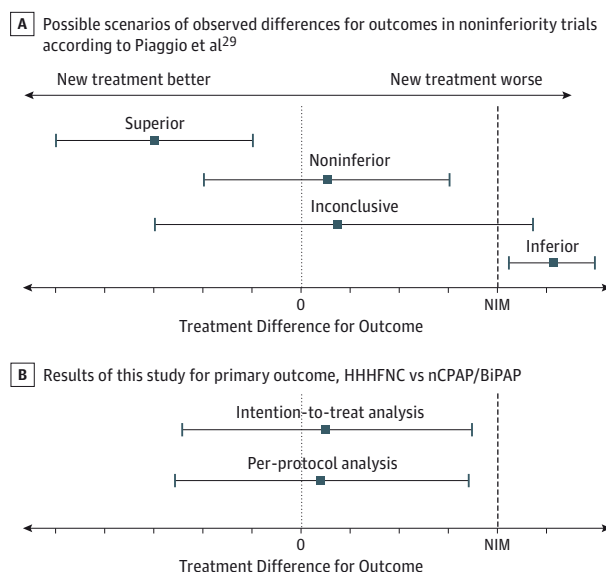 A Possible scenarios of observed differences for outcomes in noninferiority trials
according to Piaggio et al29
New treatment better New treatment worse
Superior
Noninferior
Inconclusive
Inferior
0 NIM
Treatment Difference for Outcome
B Results of this study for primary outcome, HHHFNC vs nCPAP/BiPAP
Intention-to-treat analysis
Per-protocol analysis
0 NIM
Treatment Difference for Outcome